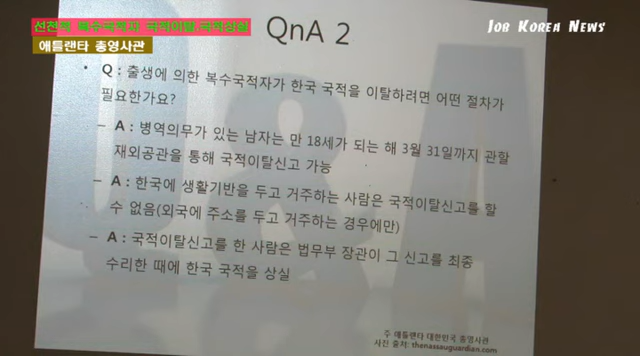 선천적 복수국적자 국적이탈.국적상실
애틀랜타 총영사관
Job Korea News
QnA 2
• Q : 출생에 의한 복수국적자가 한국 국적을 이탈하려면 어떤 절차가
필요한가요?
– A : 병역의무가 있는 남자는 만 18세가 되는 해 3월 31일까지 관할
재외공관을 통해 국적이탈신고 가능
– A : 한국에 생활기반을 두고 거주하는 사람은 국적이탈신고를 할
수 없음(외국에 주소를 두고 거주하는 경우에만)
– A : 국적이탈신고를 한 사람은 법무부 장관이 그 신고를 최종
수리한 때에 한국 국적을 상실
주 애틀랜타 대한민국 총영사관
사진 출처: thenassauguardian.com
Q & A